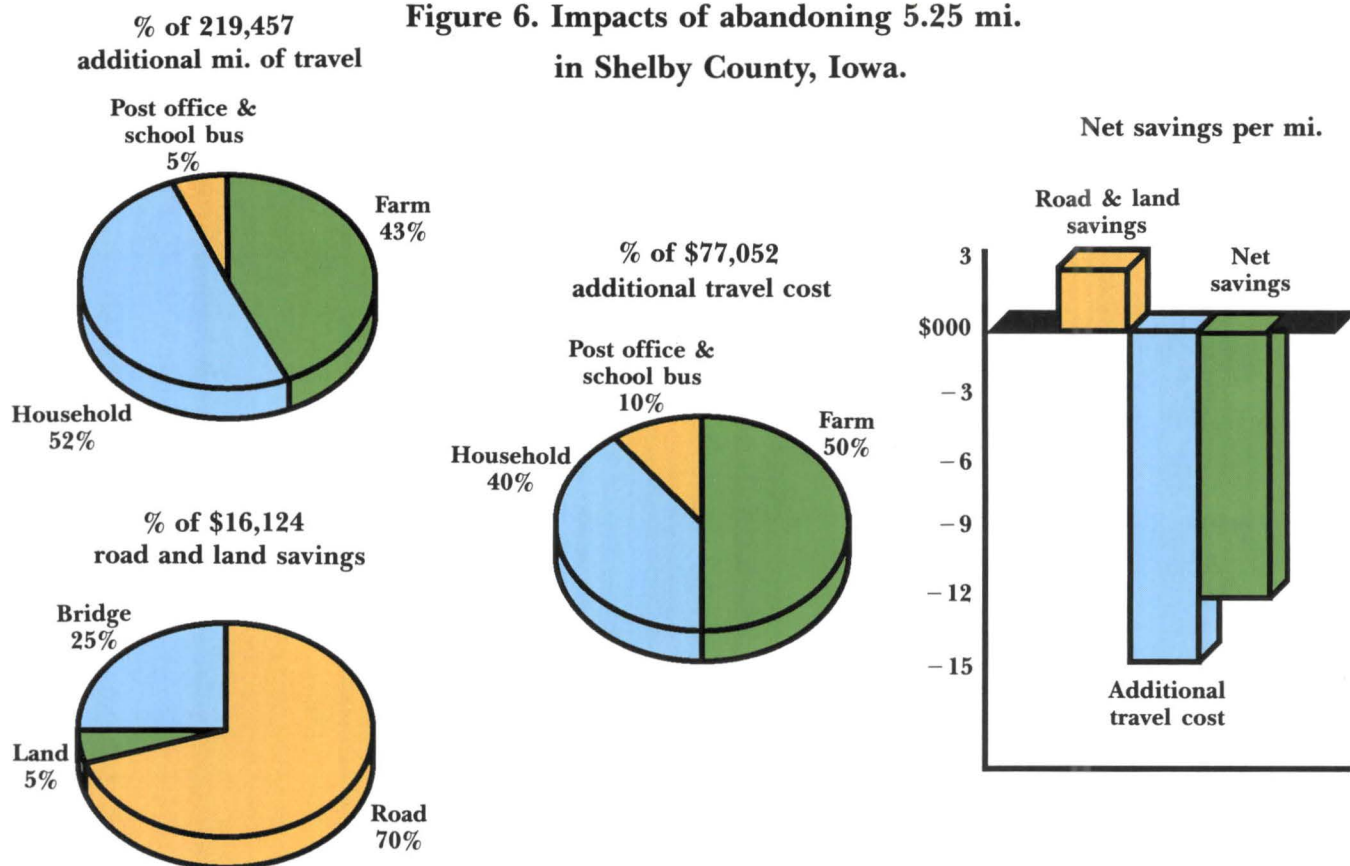 Figure 6. Impacts of abandoning 5.25 mi.
in Shelby County, Iowa.
% of 219,457
additional mi. of travel
Post office &
school bus
5%
Farm
43%
Household
52%
% of $77,052
additional travel cost
Post office &
school bus
10%
Farm
50%
Household
40%
% of $16,124
road and land savings
Bridge
25%
Land
5%
Road
70%
Net savings per mi.
Road & land
savings
Net
savings
3
$000
−3
−6
−9
−12
−15
Additional
travel cost